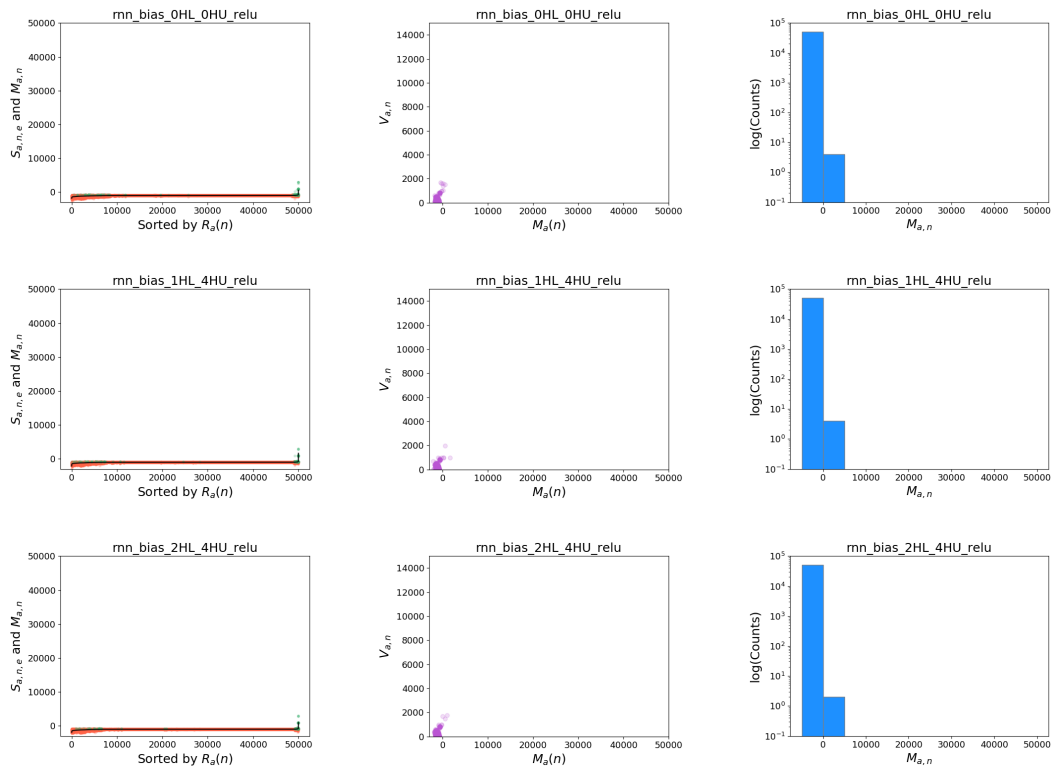 rnn_bias_0HL_0HU_relu
50000
40000
30000
20000
10000
0
S_{a,n,e} and M_{a,n}
0 10000 20000 30000 40000 50000
Sorted by R_a(n)
rnn_bias_0HL_0HU_relu
14000
12000
10000
8000
6000
4000
2000
0
V_{a,n}
0 10000 20000 30000 40000 50000
M_a(n)
rnn_bias_0HL_0HU_relu
10^5
10^4
10^3
10^2
10^1
10^0
10^{-1}
log(Counts)
0 10000 20000 30000 40000 50000
M_{a,n}
rnn_bias_1HL_4HU_relu
50000
40000
30000
20000
10000
0
S_{a,n,e} and M_{a,n}
0 10000 20000 30000 40000 50000
Sorted by R_a(n)
rnn_bias_1HL_4HU_relu
14000
12000
10000
8000
6000
4000
2000
0
V_{a,n}
0 10000 20000 30000 40000 50000
M_a(n)
rnn_bias_1HL_4HU_relu
10^5
10^4
10^3
10^2
10^1
10^0
10^{-1}
log(Counts)
0 10000 20000 30000 40000 50000
M_{a,n}
rnn_bias_2HL_4HU_relu
50000
40000
30000
20000
10000
0
S_{a,n,e} and M_{a,n}
0 10000 20000 30000 40000 50000
Sorted by R_a(n)
rnn_bias_2HL_4HU_relu
14000
12000
10000
8000
6000
4000
2000
0
V_{a,n}
0 10000 20000 30000 40000 50000
M_a(n)
rnn_bias_2HL_4HU_relu
10^5
10^4
10^3
10^2
10^1
10^0
10^{-1}
log(Counts)
0 10000 20000 30000 40000 50000
M_{a,n}